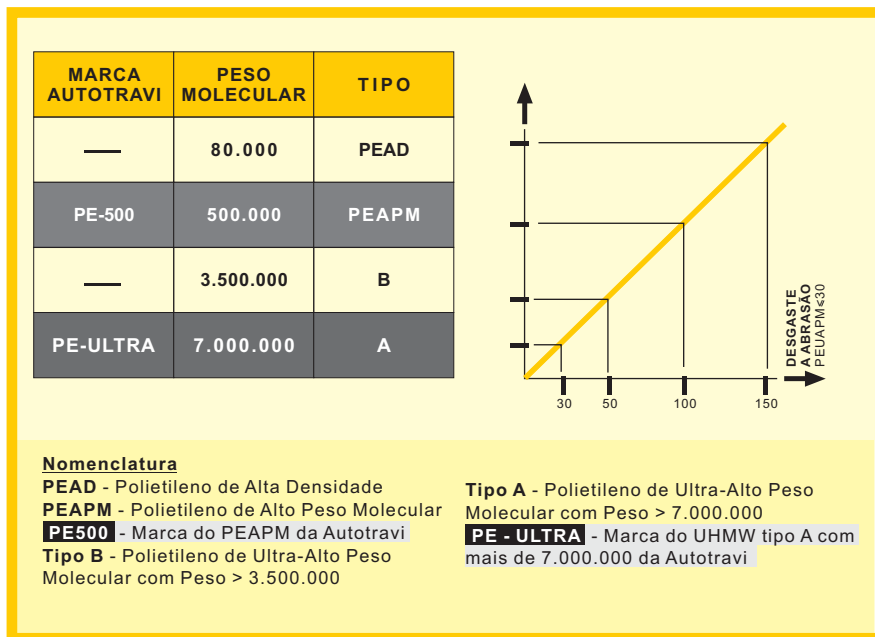 MARCA AUTOTRAVI PESO MOLECULAR TIPO
— 80.000 PEAD
PE-500 500.000 PEAPM
— 3.500.000 B
PE-ULTRA 7.000.000 A
DESGASTE
A ABRASÃO
PEUAPM≤30
30 50 100 150
Nomenclatura
PEAD - Polietileno de Alta Densidade
PEAPM - Polietileno de Alto Peso Molecular
PE500 - Marca do PEAPM da Autotravi
Tipo B - Polietileno de Ultra-Alto Peso
Molecular com Peso > 3.500.000
Tipo A - Polietileno de Ultra-Alto Peso
Molecular com Peso > 7.000.000
PE - ULTRA - Marca do UHMW tipo A com
mais de 7.000.000 da Autotravi